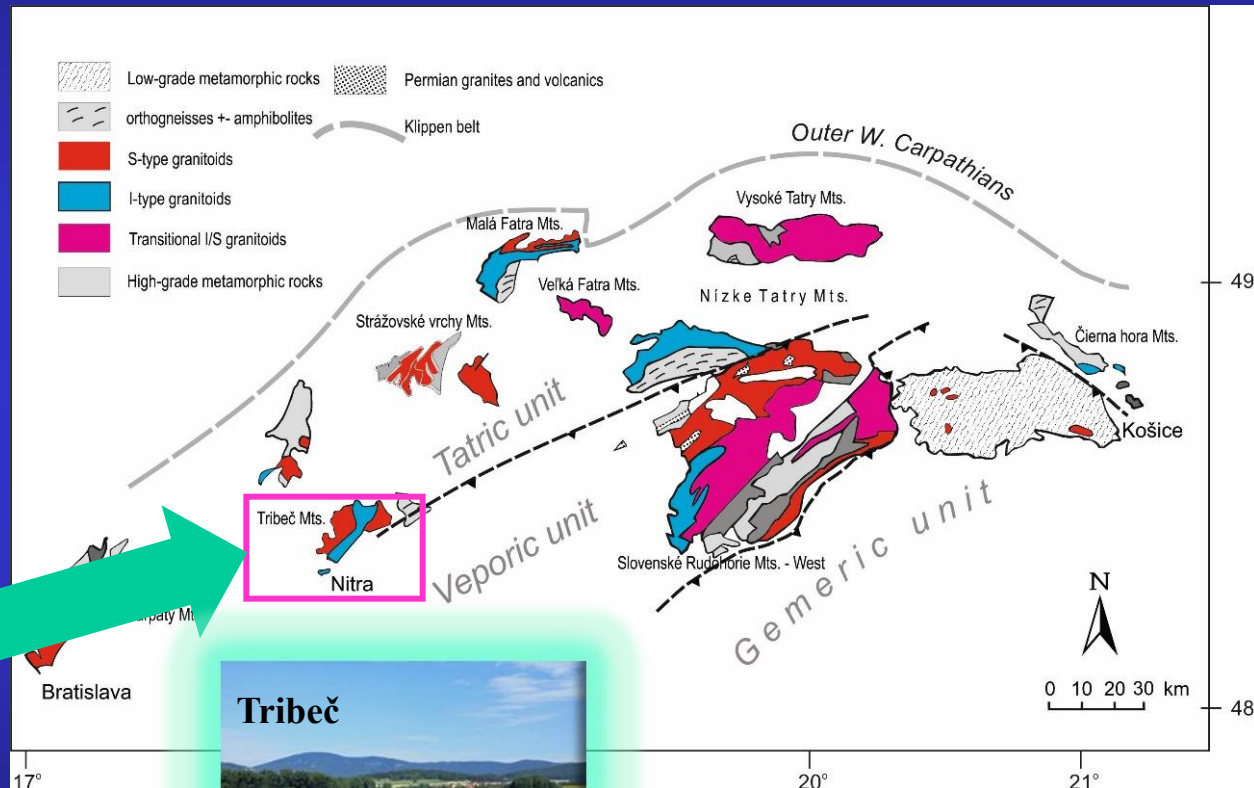 Low-grade metamorphic rocks
Permian granites and volcanics
orthogneisses +- amphibolites
Klippen belt
S-type granitoids
I-type granitoids
Transitional I/S granitoids
High-grade metamorphic rocks
Outer W. Carpathians
Vysoké Tatry Mts.
Malá Fatra Mts.
Veľká Fatra Mts.
Nízke Tatry Mts.
49
Strážovské vrchy Mts.
Čierna hora Mts.
Tatric unit
Košice
Tribeč Mts.
Veporic unit
Slovenské Rudohorie Mts. - West
Gemeric unit
Nitra
N
Bratislava
0 10 20 30 km
48
Tribeč
17°
20°
21°